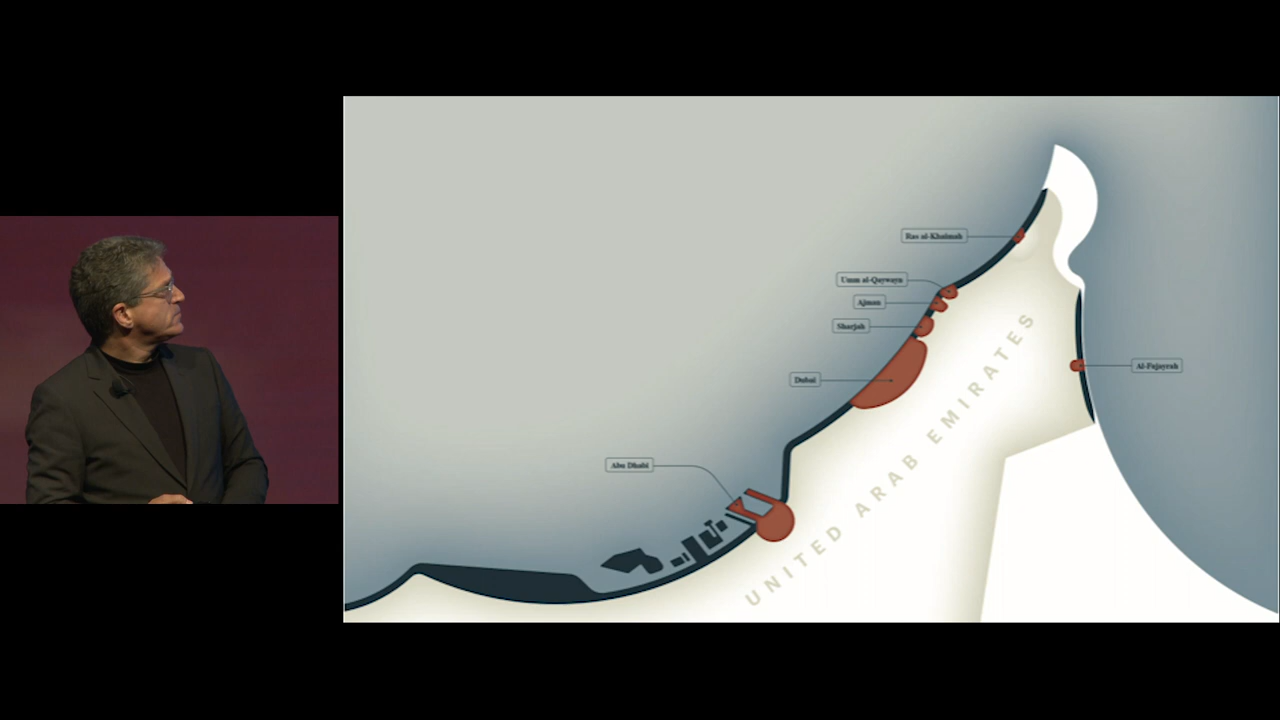 Ras al-Khaimah
Umm al-Qaywayn
Ajman
Sharjah
Dubai
Al-Fujayrah
Abu Dhabi
UNITED ARAB EMIRATES